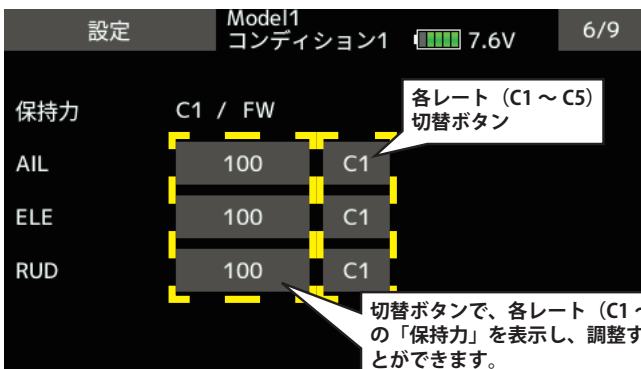 設定
Model1
コンディション1
7.6V
6/9
保持力
C1 / FW
各レート（C1 ～ C5）
切替ボタン
AIL 100 C1
ELE 100 C1
RUD 100 C1
切替ボタンで、各レート（C1 ～
の「保持力」を表示し、調整す
とができます。